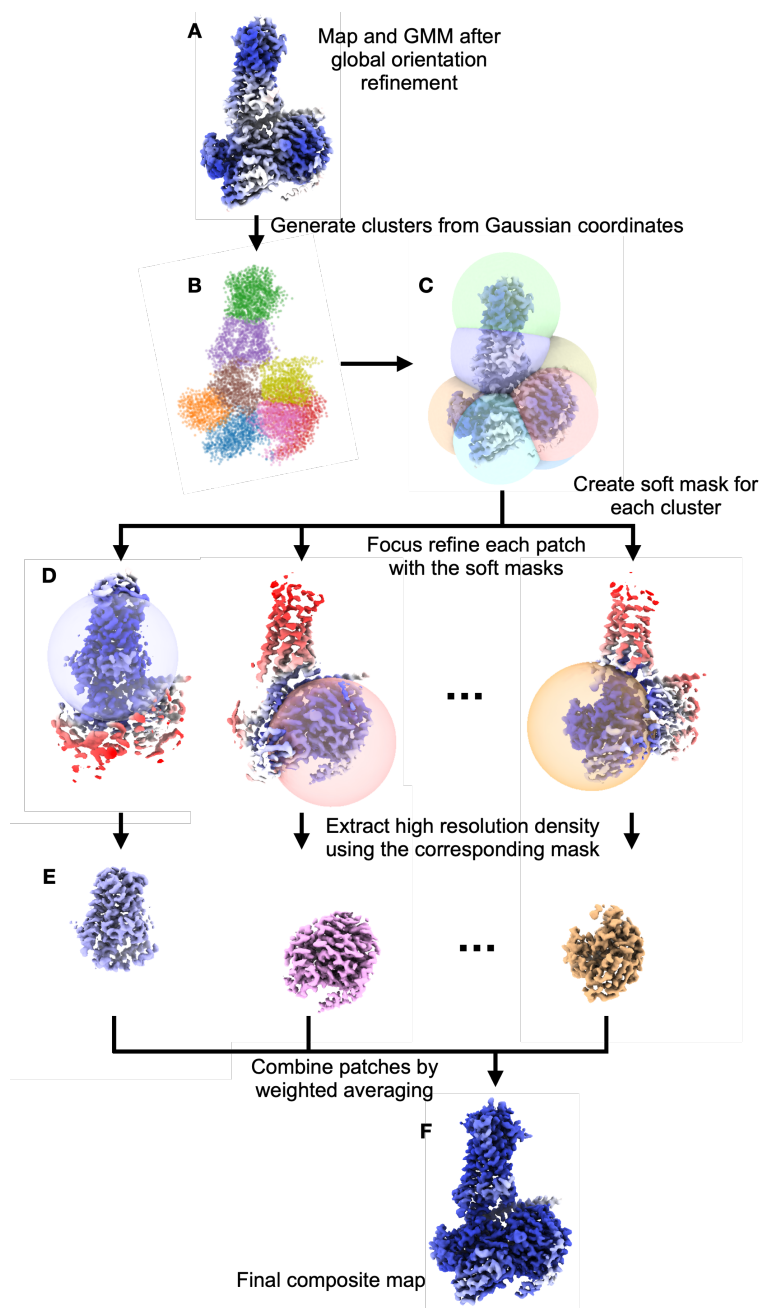 A
Map and GMM after
global orientation
refinement
Generate clusters from Gaussian coordinates
B
C
Create soft mask for
each cluster
Focus refine each patch
with the soft masks
D
...
Extract high resolution density
using the corresponding mask
E
...
Combine patches by
weighted averaging
F
Final composite map